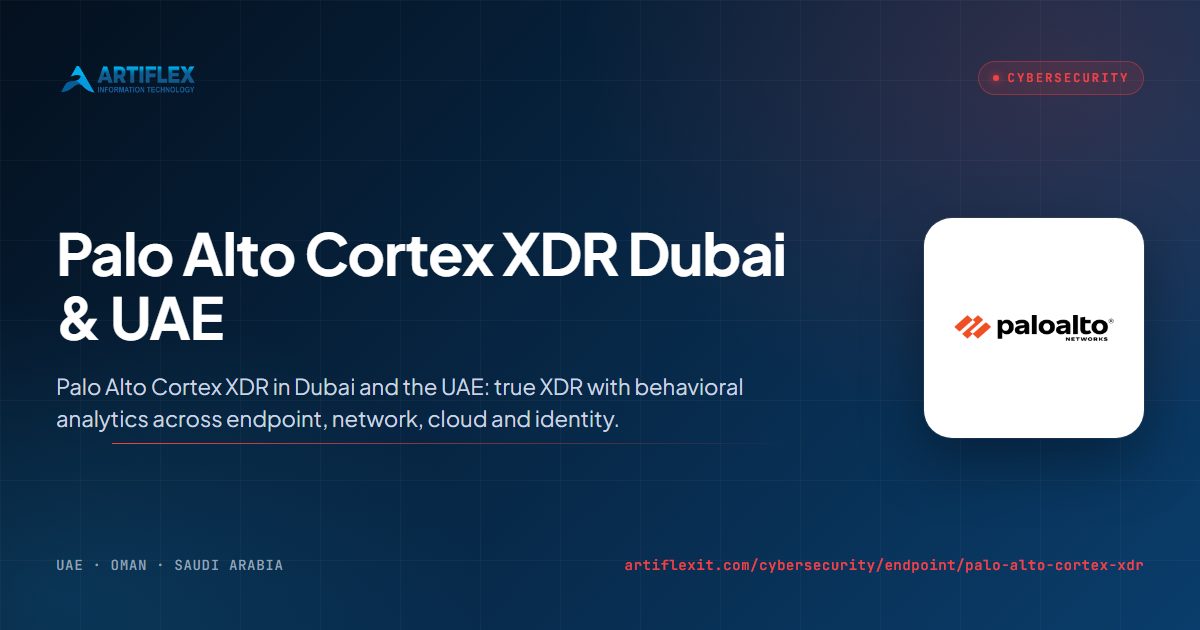 ARTIFLEX
INFORMATION TECHNOLOGY
CYBERSECURITY
Palo Alto Cortex XDR Dubai
& UAE
Palo Alto Cortex XDR in Dubai and the UAE: true XDR with behavioral
analytics across endpoint, network, cloud and identity.
paloalto®
NETWORKS
UAE · OMAN · SAUDI ARABIA
artiflexit.com/cybersecurity/endpoint/palo-alto-cortex-xdr